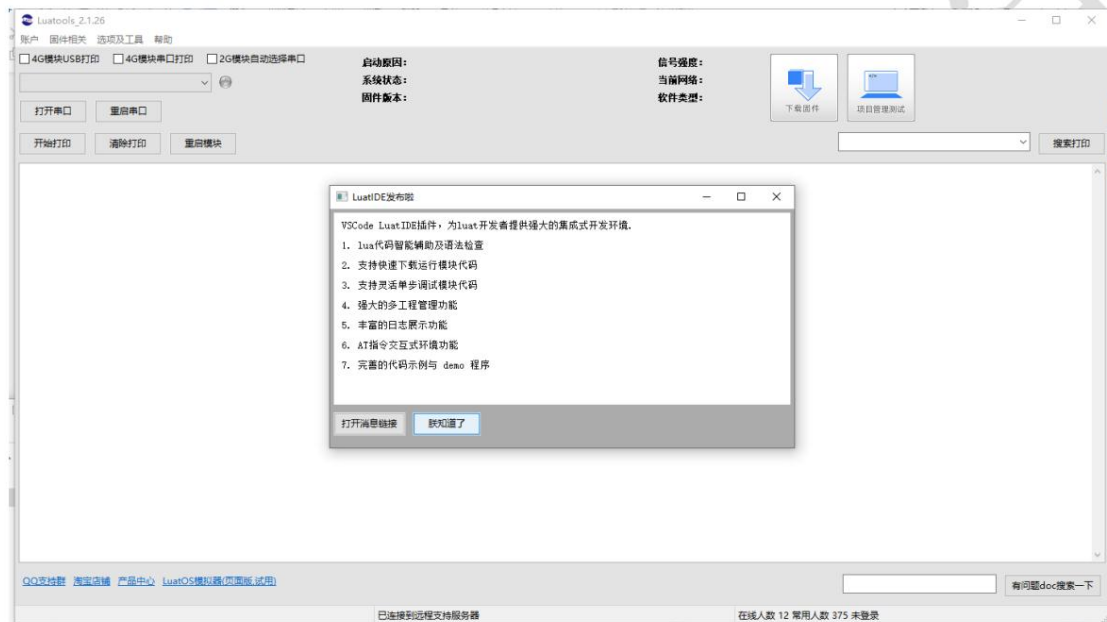 Luatools_2.1.26
账户 固件相关 选项及工具 帮助
4G模块USB打印 4G模块串口打印 2G模块自动选择串口
启动原因: 信号强度:
系统状态: 当前网络:
固件版本: 软件类型:
下载固件 项目管理测试
打开串口 重启串口
开始打印 清除打印 重启模块 搜索打印
LuatIDE发布啦
VSCode LuatIDE插件，为luat开发者提供强大的集成式开发环境.
1. lua代码智能辅助及语法检查
2. 支持快速下载运行模块代码
3. 支持灵活单步调试模块代码
4. 强大的多工程管理功能
5. 丰富的日志展示功能
6. AT指令交互式环境功能
7. 完善的代码示例与 demo 程序
打开消息链接 朕知道了
QQ支持群 淘宝店铺 产品中心 LuatOS模拟器(页面版,试用)
有问题doc搜索一下
已连接到远程支持服务器 在线人数 12 常用人数 375 未登录